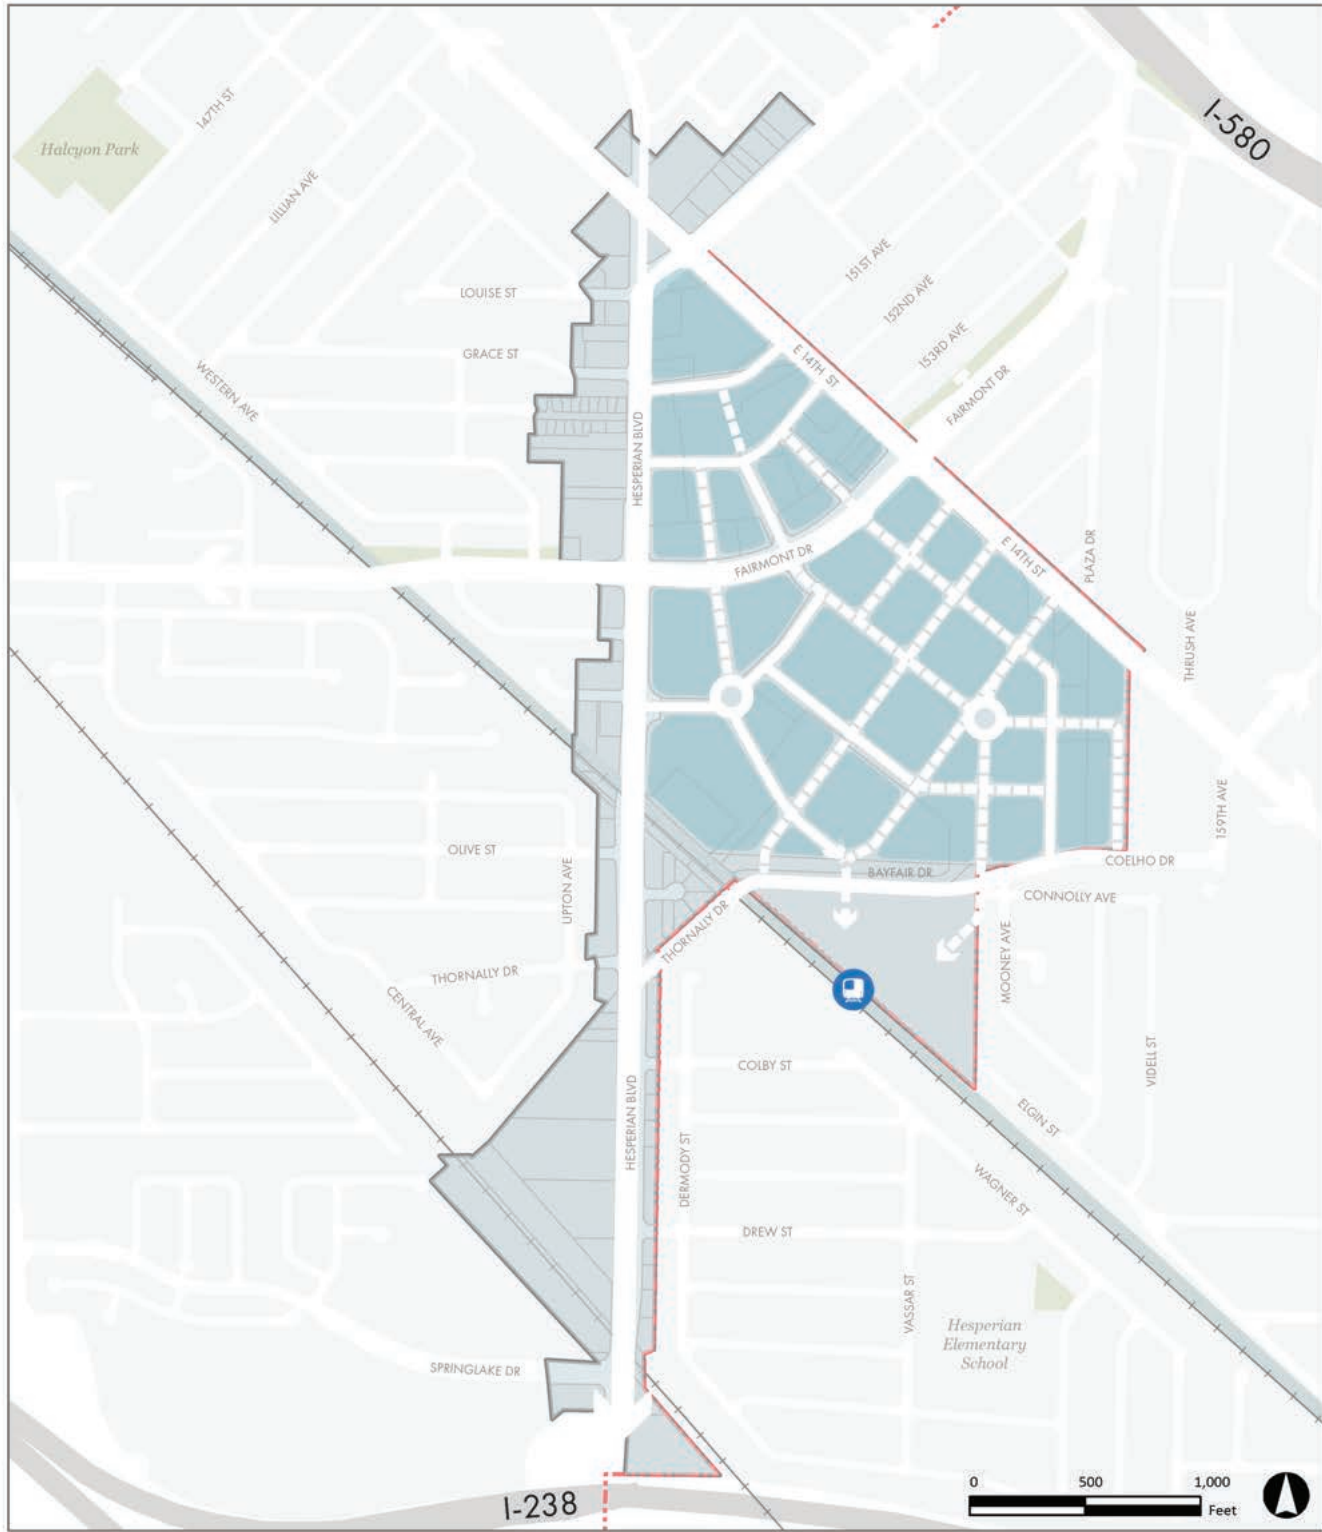 I-580
147TH ST
Halcyon Park
LILLIAN AVE
151ST AVE
LOUISE ST
152ND AVE
153RD AVE
GRACE ST
E 14TH ST
WESTERN AVE
FAIRMONT DR
HESPERIAN BLVD
FAIRMONT DR
E 14TH ST
PLAZA DR
THRUSH AVE
159TH AVE
OLIVE ST
COELHO DR
UPTON AVE
BAYFAIR DR
CONNOLLY AVE
THORNALLY DR
MOONEY AVE
THORNALLY DR
CENTRAL AVE
COLBY ST
VIDELL ST
HESPERIAN BLVD
ELGIN ST
DERMODY ST
WAGNER ST
DREW ST
VASSAR ST
Hesperian
Elementary
School
SPRINGLAKE DR
0 500 1,000
Feet
I-238